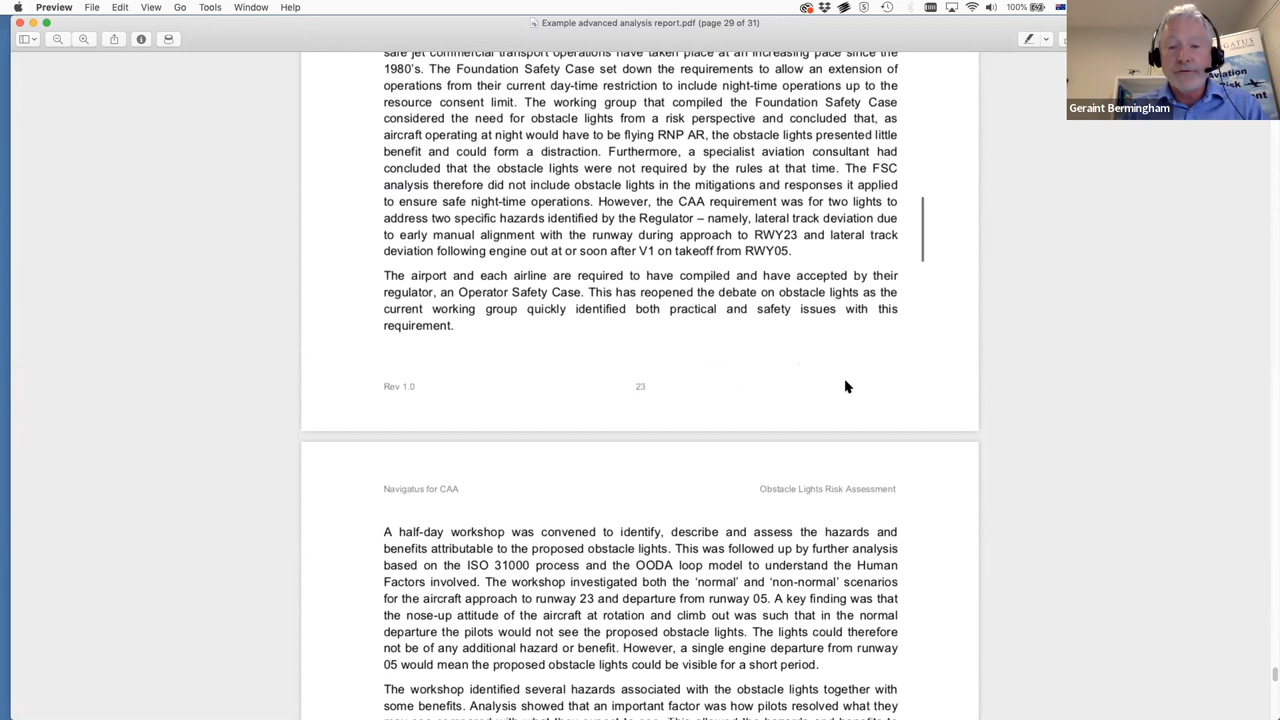 Preview File Edit View Go Tools Window Help
100%
Example advanced analysis report.pdf (page 29 of 31)
Geraint Bermingham
Aviation
safe jet commercial transport operations have taken place at an increasing pace since the
1980's. The Foundation Safety Case set down the requirements to allow an extension of
operations from their current day-time restriction to include night-time operations up to the
resource consent limit. The working group that compiled the Foundation Safety Case
considered the need for obstacle lights from a risk perspective and concluded that, as
aircraft operating at night would have to be flying RNP AR, the obstacle lights presented little
benefit and could form a distraction. Furthermore, a specialist aviation consultant had
concluded that the obstacle lights were not required by the rules at that time. The FSC
analysis therefore did not include obstacle lights in the mitigations and responses it applied
to ensure safe night-time operations. However, the CAA requirement was for two lights to
address two specific hazards identified by the Regulator – namely, lateral track deviation due
to early manual alignment with the runway during approach to RWY23 and lateral track
deviation following engine out at or soon after V1 on takeoff from RWY05.
The airport and each airline are required to have compiled and have accepted by their
regulator, an Operator Safety Case. This has reopened the debate on obstacle lights as the
current working group quickly identified both practical and safety issues with this
requirement.
Rev 1.0 23
Navigatus for CAA Obstacle Lights Risk Assessment
A half-day workshop was convened to identify, describe and assess the hazards and
benefits attributable to the proposed obstacle lights. This was followed up by further analysis
based on the ISO 31000 process and the OODA loop model to understand the Human
Factors involved. The workshop investigated both the 'normal' and 'non-normal' scenarios
for the aircraft approach to runway 23 and departure from runway 05. A key finding was that
the nose-up attitude of the aircraft at rotation and climb out was such that in the normal
departure the pilots would not see the proposed obstacle lights. The lights could therefore
not be of any additional hazard or benefit. However, a single engine departure from runway
05 would mean the proposed obstacle lights could be visible for a short period.
The workshop identified several hazards associated with the obstacle lights together with
some benefits. Analysis showed that an important factor was how pilots resolved what they